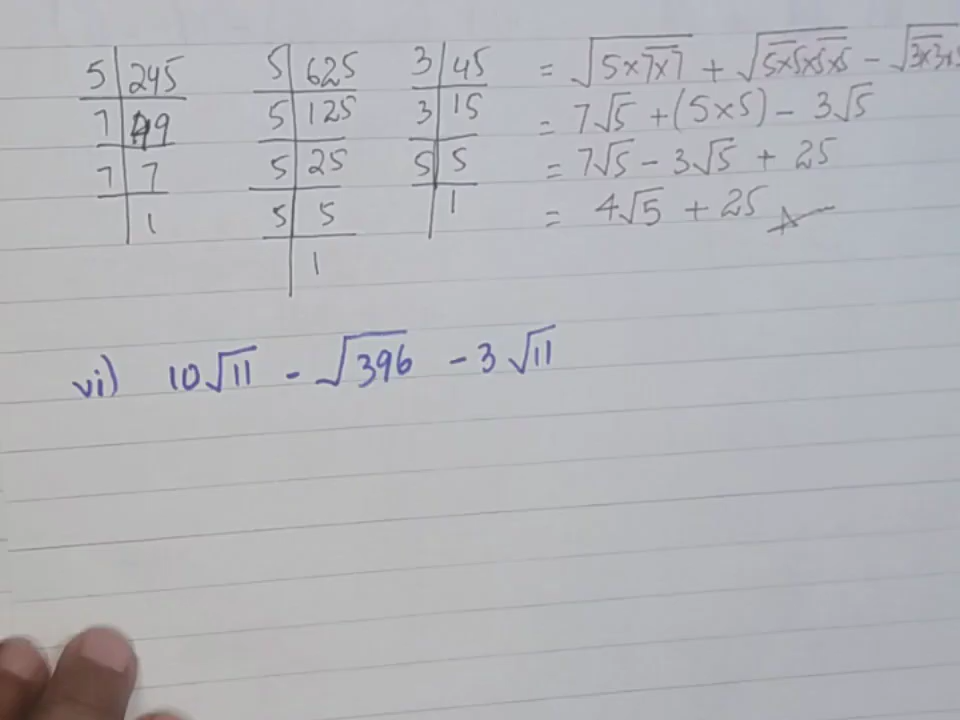 5 | 245
7 | 49
7 | 7
1
5 | 625
5 | 125
5 | 25
5 | 5
1
3 | 45
3 | 15
5 | 5
1
= √5×7×7 + √5×5×5×5 - √3×3×5
= 7√5 + (5×5) - 3√5
= 7√5 - 3√5 + 25
= 4√5 + 25
vi) 10√11 - √396 - 3√11